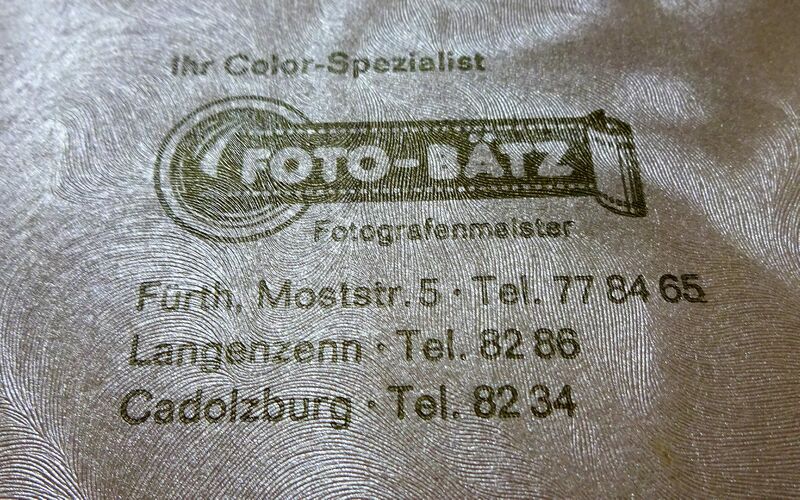 Ihr Color-Spezialist
FOTO-BÄTZ
Fotografenmeister
Fürth, Moststr. 5 · Tel. 77 84 65
Langenzenn · Tel. 82 86
Cadolzburg · Tel. 82 34